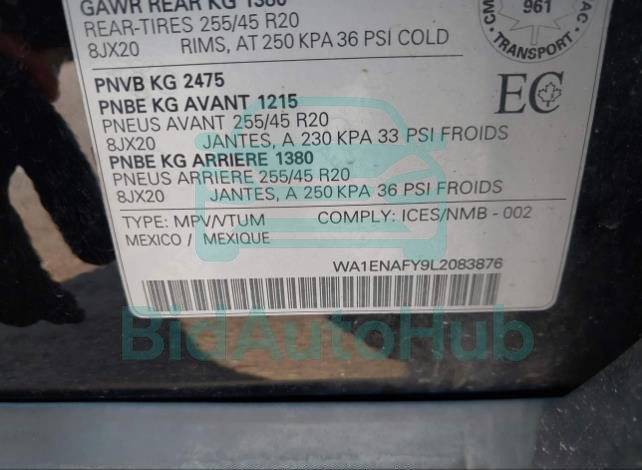 GAWR REAR KG 1380
REAR-TIRES 255/45 R20
8JX20 RIMS, AT 250 KPA 36 PSI COLD
961
TRANSPORT
PNVB KG 2475
PNBE KG AVANT 1215
PNEUS AVANT 255/45 R20
8JX20 JANTES, A 230 KPA 33 PSI FROIDS
PNBE KG ARRIERE 1380
PNEUS ARRIERE 255/45 R20
8JX20 JANTES, A 250 KPA 36 PSI FROIDS
EC
TYPE: MPV/VTUM COMPLY: ICES/NMB - 002
MEXICO / MEXIQUE
WA1ENAFY9L2083876
BidAutoHub